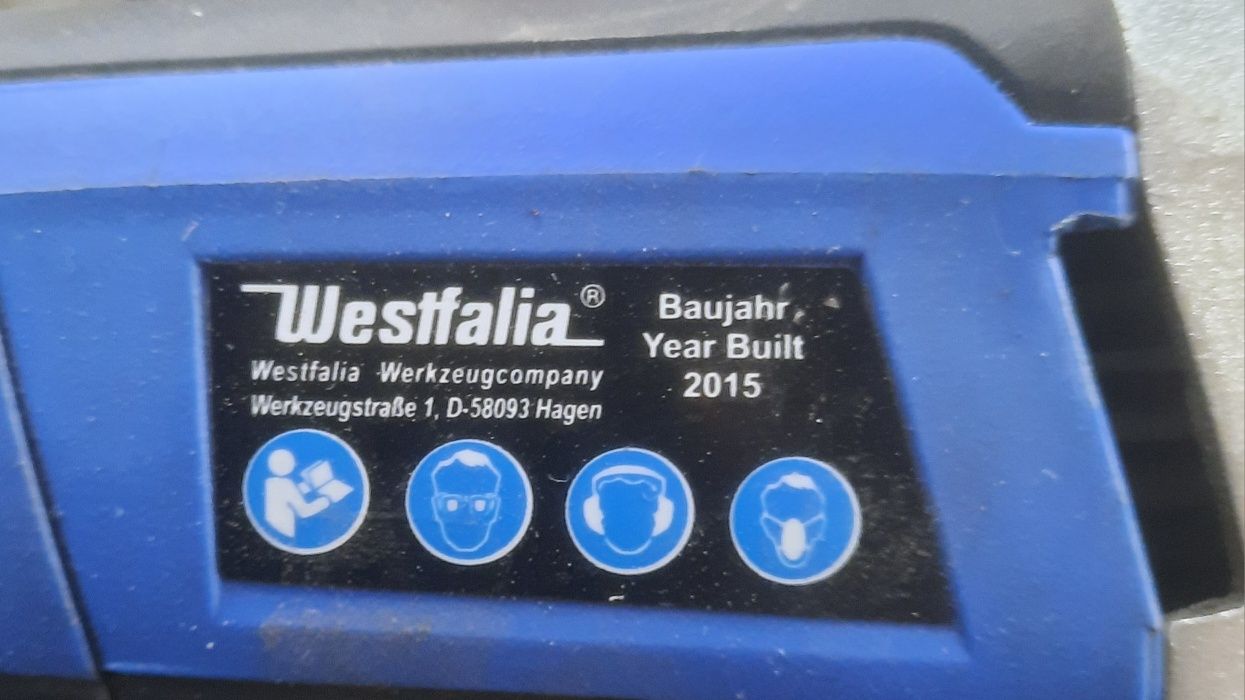 Westfalia®
Westfalia Werkzeugcompany
Werkzeugstraße 1, D-58093 Hagen
Baujahr
Year Built
2015